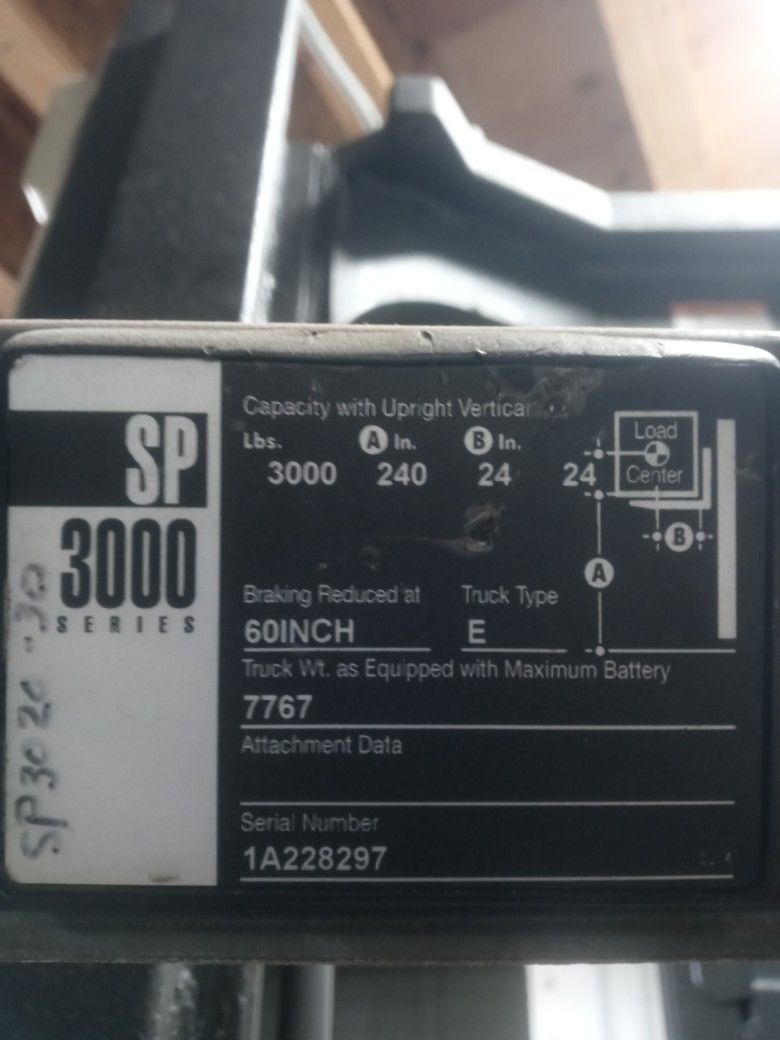 SP
3000
SERIES
SP3020-30
Capacity with Upright Vertical
Lbs. A In. B In.
3000 240 24 24
Load
Center
B
A
Braking Reduced at Truck Type
60INCH E
Truck Wt. as Equipped with Maximum Battery
7767
Attachment Data
Serial Number
1A228297